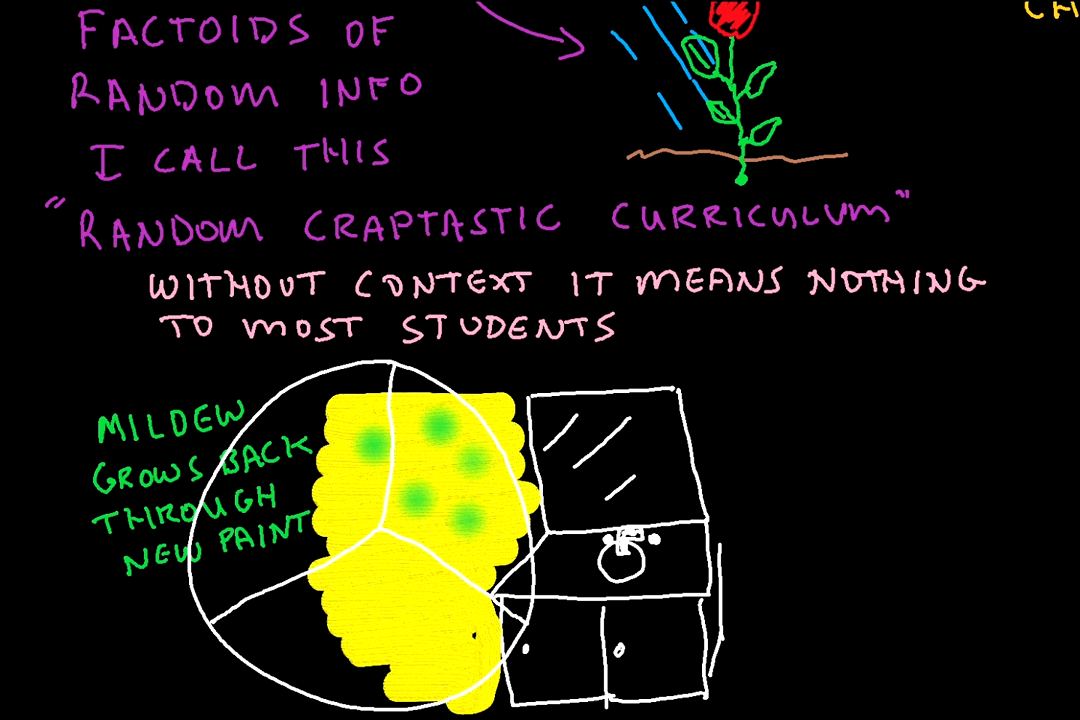 FACTOIDS OF
RANDOM INFO
I CALL THIS
"RANDOM CRAPTASTIC CURRICULUM"
WITHOUT CONTEXT IT MEANS NOTHING
TO MOST STUDENTS
MILDEW
GROWS BACK
THROUGH
NEW PAINT